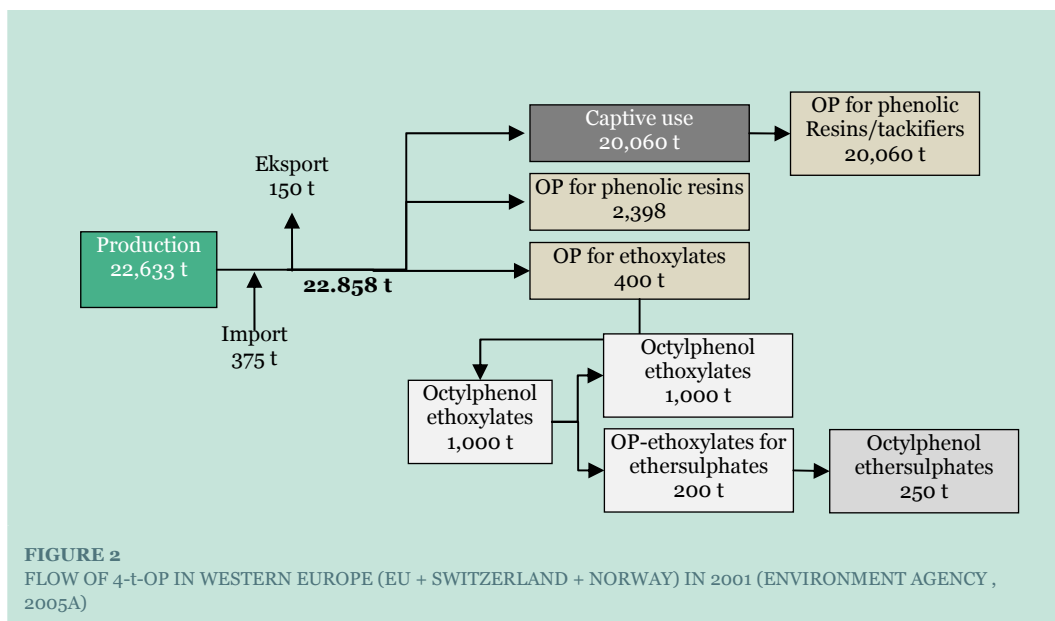 Captive use
20,060 t
OP for phenolic
Resins/tackifiers
20,060 t
Eksport
150 t
OP for phenolic resins
2,398
Production
22,633 t
OP for ethoxylates
400 t
22.858 t
Import
375 t
Octylphenol
ethoxylates
1,000 t
Octylphenol
ethoxylates
1,000 t
OP-ethoxylates for
ethersulphates
200 t
Octylphenol
ethersulphates
250 t
FIGURE 2
FLOW OF 4-t-OP IN WESTERN EUROPE (EU + SWITZERLAND + NORWAY) IN 2001 (ENVIRONMENT AGENCY ,
2005A)